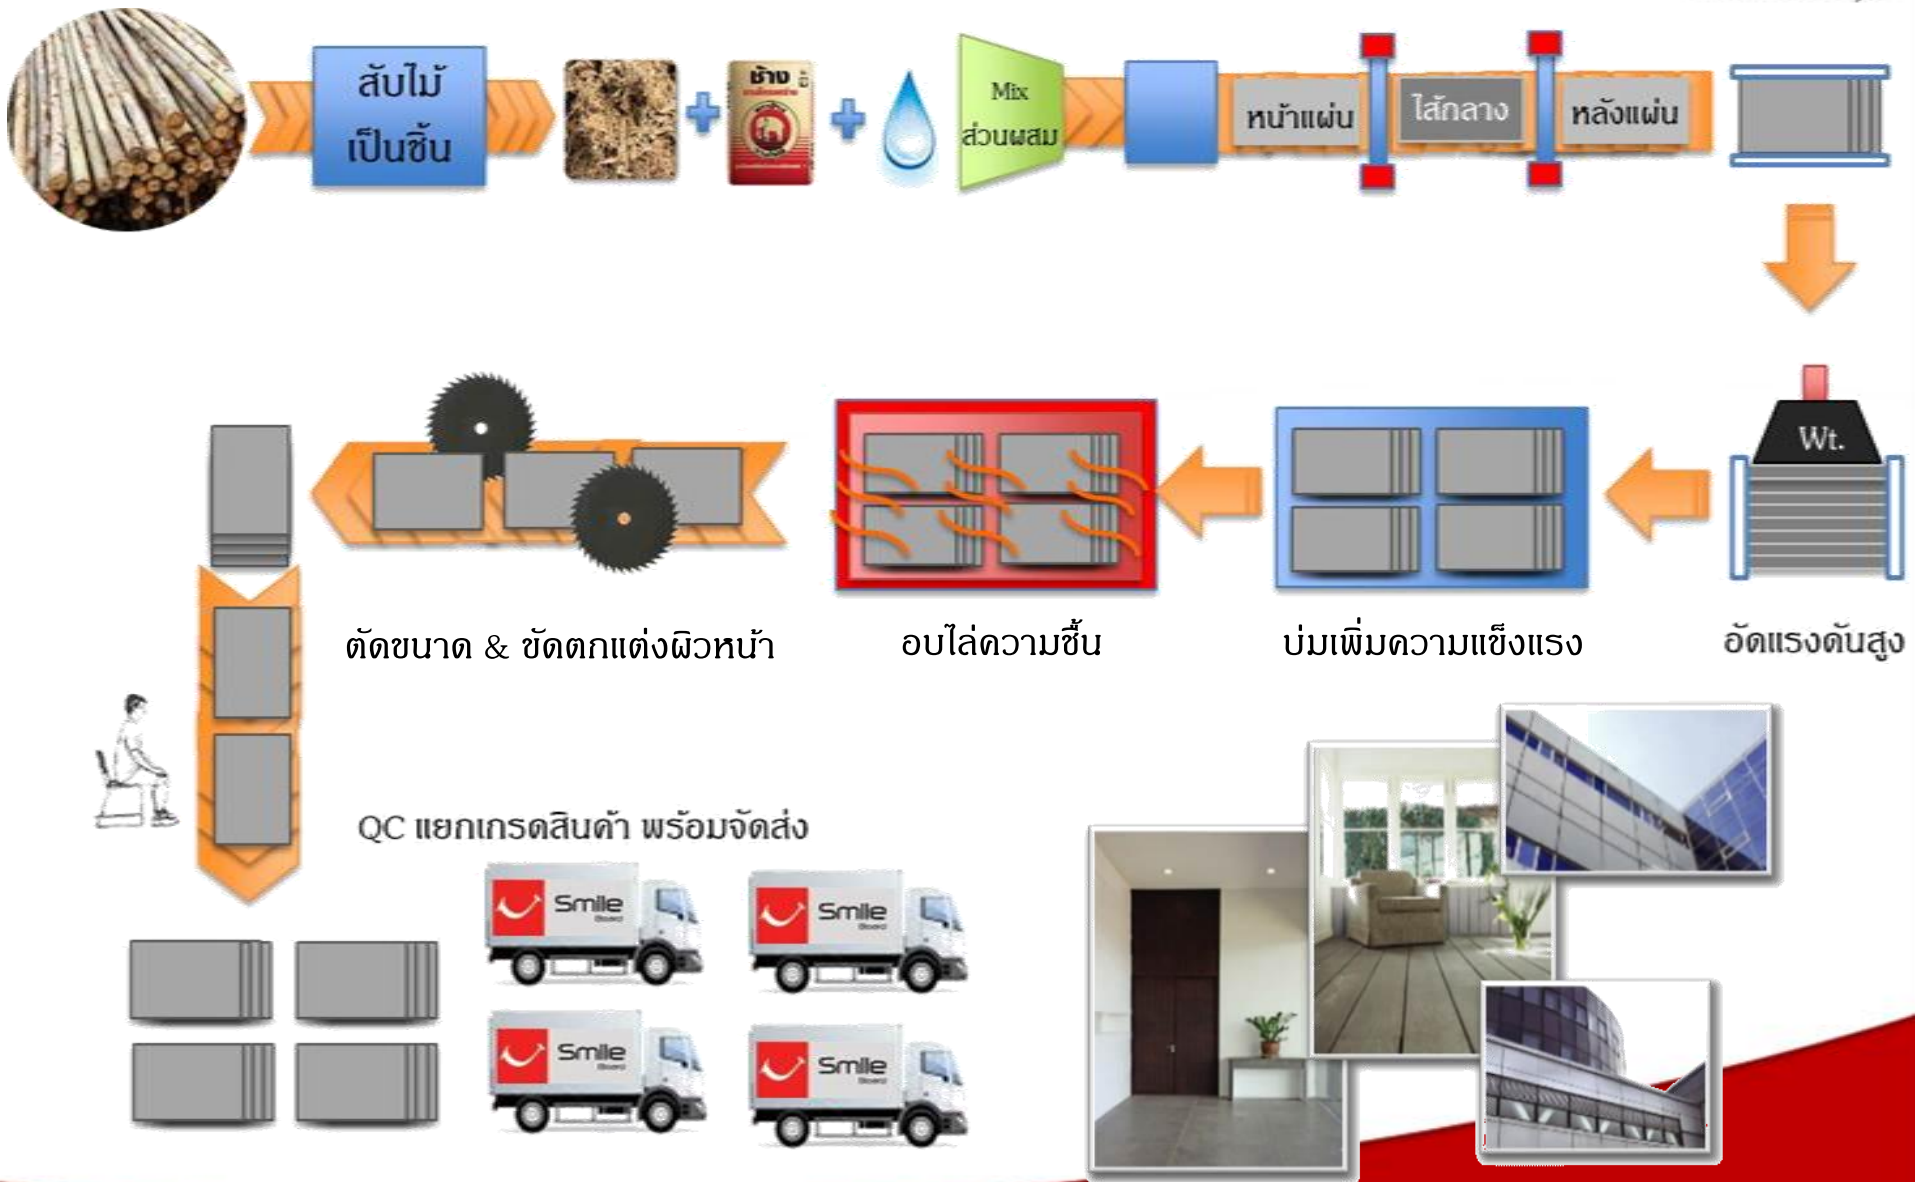 สับไม้
เป็นชิ้น
ช้าง
Mix
ส่วนผสม
หน้าแผ่น
ไส้กลาง
หลังแผ่น
Wt.
ตัดขนาด & ขัดตกแต่งผิวหน้า
อบไล่ความชื้น
บ่มเพิ่มความแข็งแรง
อัดแรงดันสูง
QC แยกเกรดสินค้า พร้อมจัดส่ง
Smile
Board
Smile
Board
Smile
Board
Smile
Board